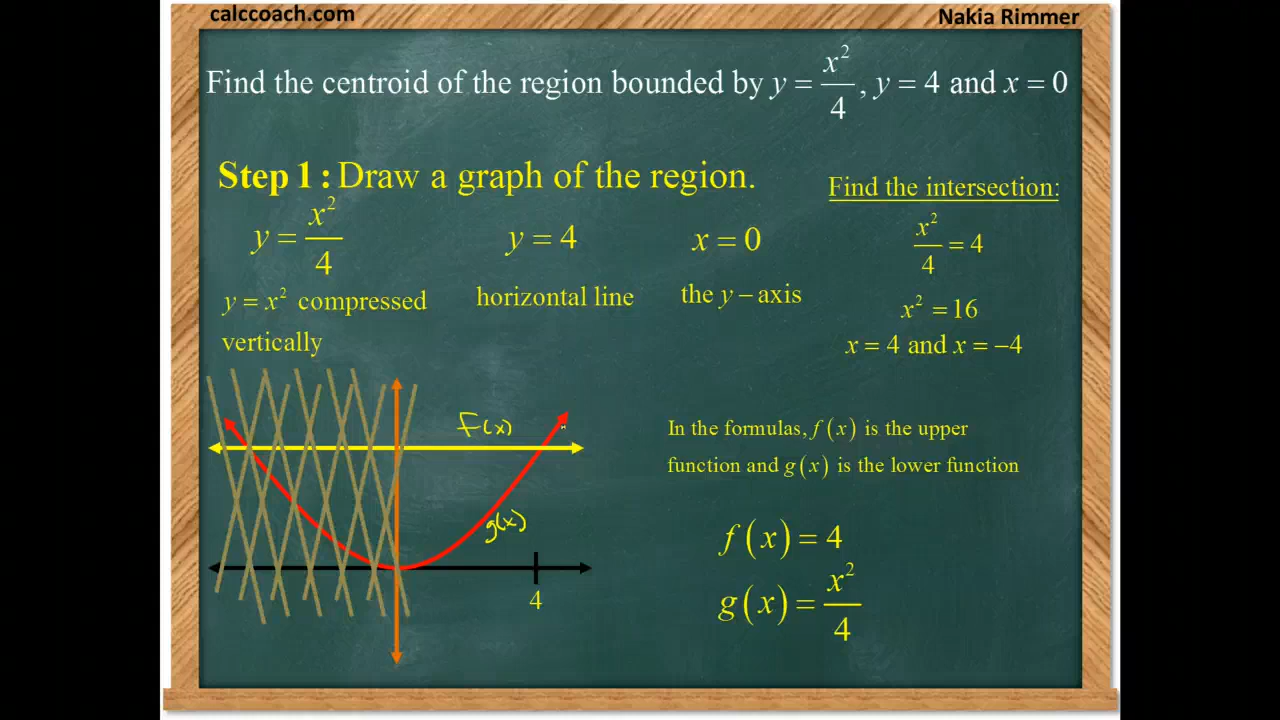 calccoach.com
Nakia Rimmer
Find the centroid of the region bounded by y = x²/4 , y = 4 and x = 0
Step 1 : Draw a graph of the region.
y = x²/4
y = x² compressed
vertically
y = 4
horizontal line
x = 0
the y – axis
Find the intersection:
x²/4 = 4
x² = 16
x = 4 and x = −4
F(x)
g(x)
4
In the formulas, f (x) is the upper
function and g (x) is the lower function
f (x) = 4
g (x) = x²/4